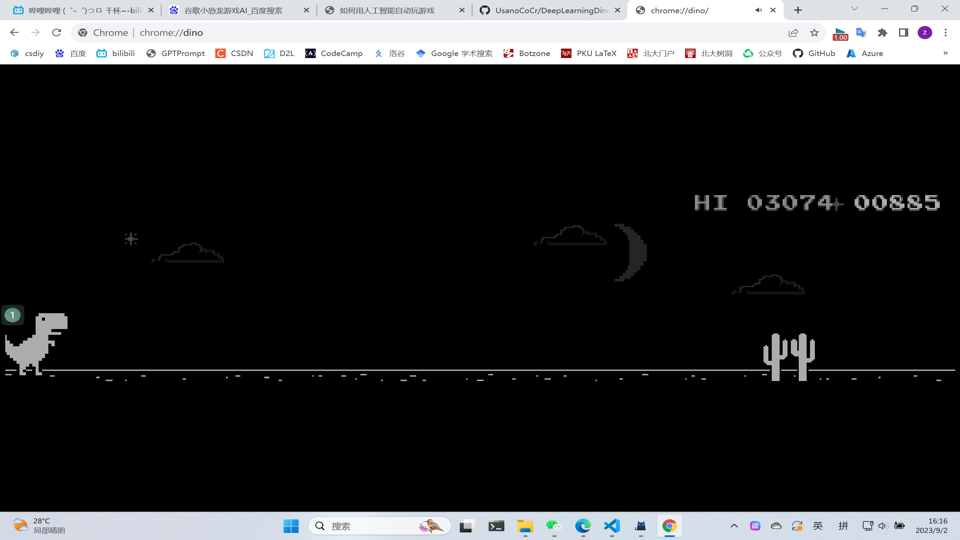 哔哩哔哩 (゜-゜)つロ 干杯~-bili
谷歌小恐龙游戏AI_百度搜索
如何用人工智能自动玩游戏
UsanoCoCr/DeepLearningDin
chrome://dino/
Chrome | chrome://dino
1.00
z
csdiy
百度
bilibili
GPTPrompt
CSDN
D2L
CodeCamp
洛谷
Google 学术搜索
Botzone
PKU LaTeX
北大门户
北大树洞
公众号
GitHub
Azure
»
HI 03074 00885
1
28°C
局部晴朗
搜索
英
拼
16:16
2023/9/2